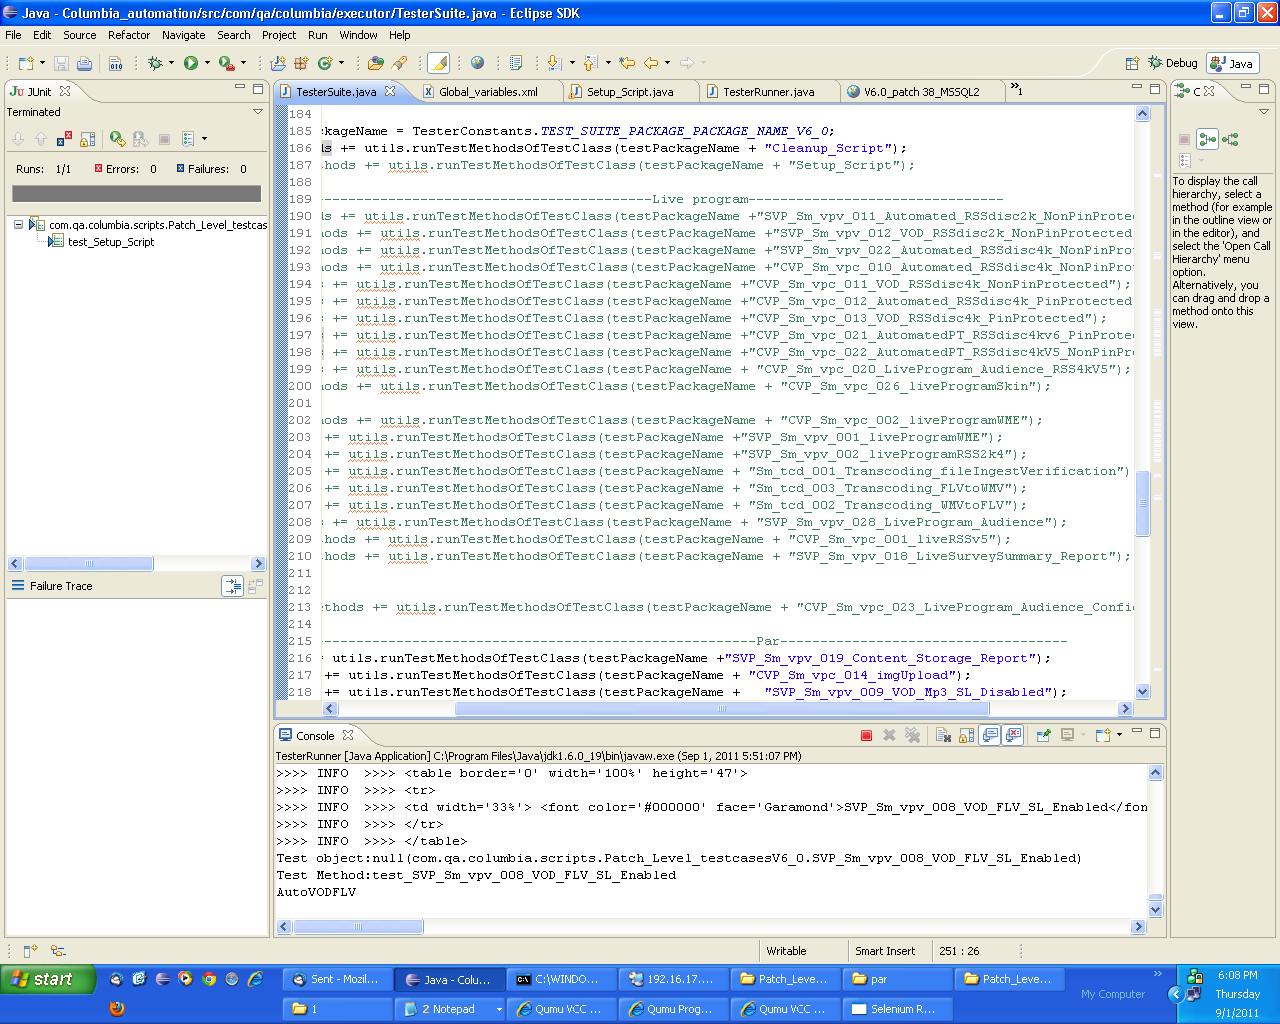 Java - Columbia_automation/src/com/qa/columbia/executor/TesterSuite.java - Eclipse SDK
File Edit Source Refactor Navigate Search Project Run Window Help
Debug Java
JUnit
Terminated
Runs: 1/1 Errors: 0 Failures: 0
com.qa.columbia.scripts.Patch_Level_testcas
test_Setup_Script
Failure Trace
TesterSuite.java Global_variables.xml Setup_Script.java TesterRunner.java V6.0_patch 38_MSSQL2 »1
184
185 ckageName = TesterConstants.TEST_SUITE_PACKAGE_PACKAGE_NAME_V6_0;
186 ls += utils.runTestMethodsOfTestClass(testPackageName + "Cleanup_Script");
187 hods += utils.runTestMethodsOfTestClass(testPackageName + "Setup_Script");
188
189 ------------------------------------------Live program--------------------------------
190 ds += utils.runTestMethodsOfTestClass(testPackageName +"SVP_Sm_vpv_011_Automated_RSSdisc2k_NonPinProte
191 hods += utils.runTestMethodsOfTestClass(testPackageName +"SVP_Sm_vpv_012_VOD_RSSdisc2k_NonPinProtected
192 ods += utils.runTestMethodsOfTestClass(testPackageName +"SVP_Sm_vpv_022_Automated_RSSdisc4k_NonPinPro
193 hods += utils.runTestMethodsOfTestClass(testPackageName +"CVP_Sm_vpc_010_Automated_RSSdisc4k_NonPinPro
194 += utils.runTestMethodsOfTestClass(testPackageName +"CVP_Sm_vpc_011_VOD_RSSdisc4k_NonPinProtected");
195 += utils.runTestMethodsOfTestClass(testPackageName +"CVP_Sm_vpc_012_Automated_RSSdisc4k_PinProtected
196 += utils.runTestMethodsOfTestClass(testPackageName +"CVP_Sm_vpc_013_VOD_RSSdisc4k_PinProtected");
197 += utils.runTestMethodsOfTestClass(testPackageName +"CVP_Sm_vpc_021_AutomatedPT_RSSdisc4kv6_PinProtec
198 += utils.runTestMethodsOfTestClass(testPackageName +"CVP_Sm_vpc_022_AutomatedPT_RSSdisc4kV5_NonPinPr
199 += utils.runTestMethodsOfTestClass(testPackageName + "CVP_Sm_vpc_020_LiveProgram_Audience_RSS4kV5");
200 hods += utils.runTestMethodsOfTestClass(testPackageName + "CVP_Sm_vpc_026_liveProgramSkin");
201
202 hods += utils.runTestMethodsOfTestClass(testPackageName + "CVP_Sm_vpc_002_liveProgramWME");
203 += utils.runTestMethodsOfTestClass(testPackageName +"SVP_Sm_vpv_001_liveProgramWME");
204 += utils.runTestMethodsOfTestClass(testPackageName +"SVP_Sm_vpv_002_liveProgramRSS2k4");
205 += utils.runTestMethodsOfTestClass(testPackageName + "Sm_tcd_001_Transcoding_fileIngestVerification")
206 += utils.runTestMethodsOfTestClass(testPackageName + "Sm_tcd_003_Transcoding_FLVtoWMV");
207 += utils.runTestMethodsOfTestClass(testPackageName + "Sm_tcd_002_Transcoding_WMVtoFLV");
208 += utils.runTestMethodsOfTestClass(testPackageName + "SVP_Sm_vpv_028_LiveProgram_Audience");
209 hods += utils.runTestMethodsOfTestClass(testPackageName + "CVP_Sm_vpc_001_liveRSSv5");
210 hods += utils.runTestMethodsOfTestClass(testPackageName + "SVP_Sm_vpv_018_LiveSurveySummary_Report");
211
212
213 ethods += utils.runTestMethodsOfTestClass(testPackageName + "CVP_Sm_vpc_023_LiveProgram_Audience_Confi
214
215 -------------------------------------------------------Par------------------------------------
216 = utils.runTestMethodsOfTestClass(testPackageName +"SVP_Sm_vpv_019_Content_Storage_Report");
217 += utils.runTestMethodsOfTestClass(testPackageName + "CVP_Sm_vpc_014_imgUpload");
218 += utils.runTestMethodsOfTestClass(testPackageName + "SVP_Sm_vpv_009_VOD_Mp3_SL_Disabled");
C
To display the call
hierarchy, select a
method (for example
in the outline view or
in the editor), and
select the 'Open Call
Hierarchy' menu
option.
Alternatively, you
can drag and drop a
method onto this
view.
Console
TesterRunner [Java Application] C:\Program Files\Java\jdk1.6.0_19\bin\javaw.exe (Sep 1, 2011 5:51:07 PM)
>>>> INFO >>>> <table border='0' width='100%' height='47'>
>>>> INFO >>>> <tr>
>>>> INFO >>>> <td width='33%'> <font color='#000000' face='Garamond'>SVP_Sm_vpv_008_VOD_FLV_SL_Enabled</fon
>>>> INFO >>>> </tr>
>>>> INFO >>>> </table>
Test object:null(com.qa.columbia.scripts.Patch_Level_testcasesV6_0.SVP_Sm_vpv_008_VOD_FLV_SL_Enabled)
Test Method:test_SVP_Sm_vpv_008_VOD_FLV_SL_Enabled
AutoVODFLV
Writable Smart Insert 251 : 26
start Sent - Mozil... Java - Colu... C:\WINDO... 192.16.17.... Patch_Leve... par Patch_Leve... » 6:08 PM
My Computer Thursday
1 2 Notepad Qumu VCC ... Qumu Prog... Qumu VCC ... Selenium R... 9/1/2011